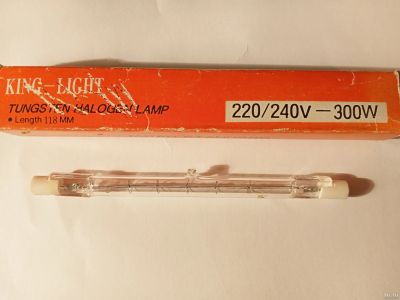 KING-LIGHT
TUNGSTEN HALOGEN LAMP
• Length 118 MM
220/240V-300W